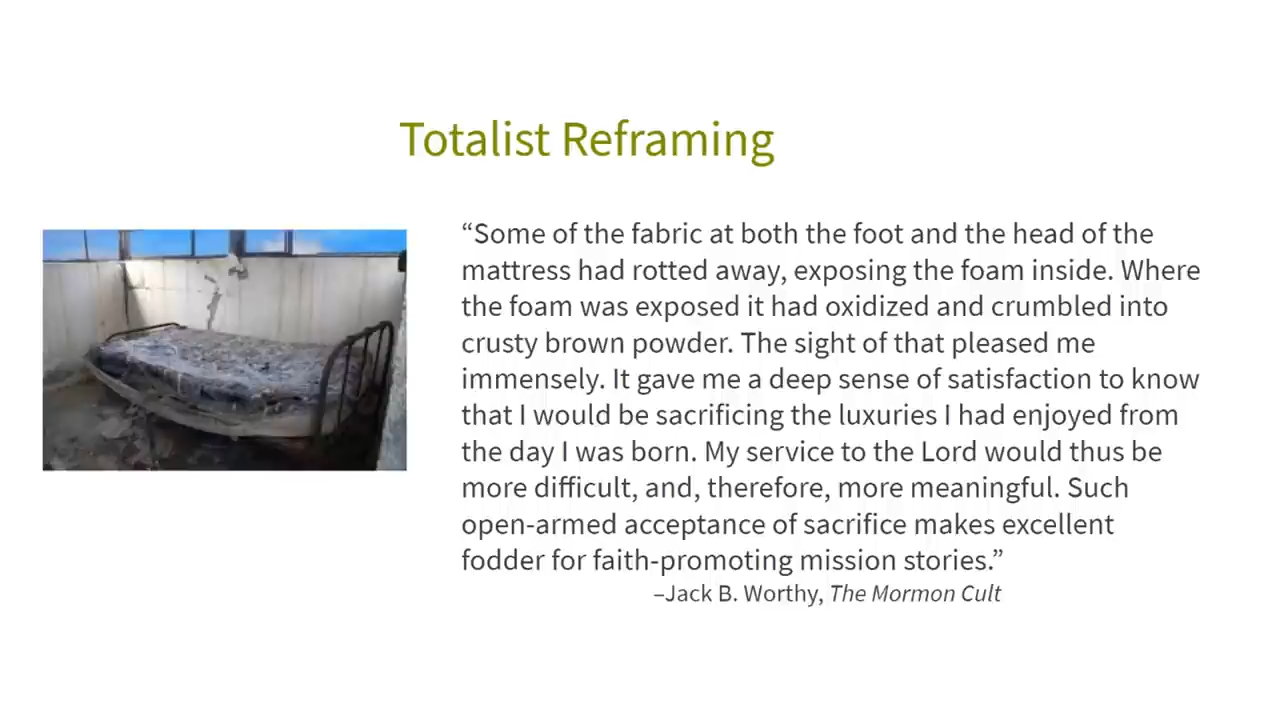 Totalist Reframing
“Some of the fabric at both the foot and the head of the
mattress had rotted away, exposing the foam inside. Where
the foam was exposed it had oxidized and crumbled into
crusty brown powder. The sight of that pleased me
immensely. It gave me a deep sense of satisfaction to know
that I would be sacrificing the luxuries I had enjoyed from
the day I was born. My service to the Lord would thus be
more difficult, and, therefore, more meaningful. Such
open-armed acceptance of sacrifice makes excellent
fodder for faith-promoting mission stories.”
–Jack B. Worthy, The Mormon Cult